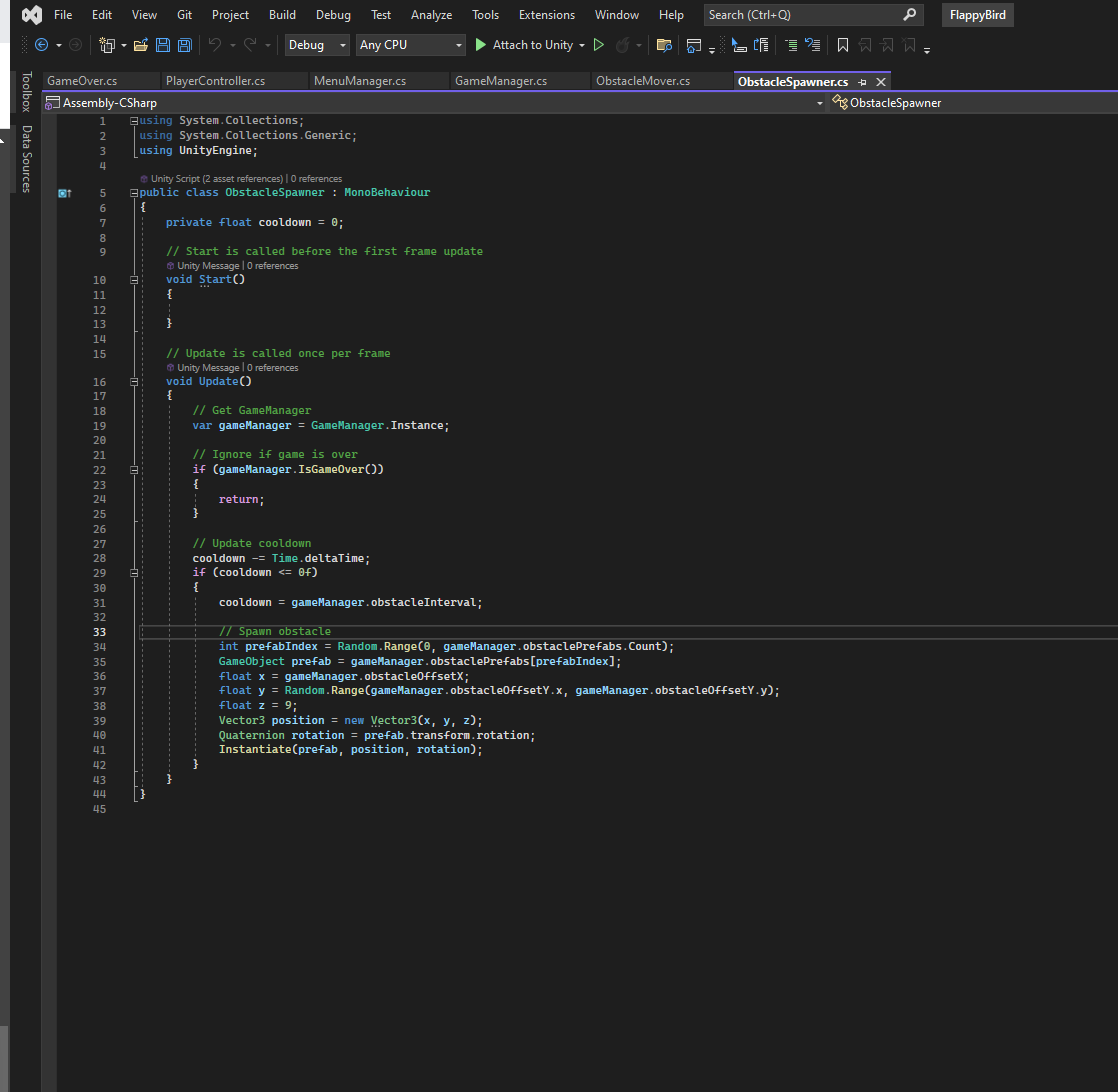 File Edit View Git Project Build Debug Test Analyze Tools Extensions Window Help Search (Ctrl+Q) FlappyBird
Debug Any CPU Attach to Unity
Toolbox
Data Sources
GameOver.cs PlayerController.cs MenuManager.cs GameManager.cs ObstacleMover.cs ObstacleSpawner.cs
Assembly-CSharp ObstacleSpawner
1 using System.Collections;
2 using System.Collections.Generic;
3 using UnityEngine;
4
Unity Script (2 asset references) | 0 references
5 public class ObstacleSpawner : MonoBehaviour
6 {
7 private float cooldown = 0;
8
9 // Start is called before the first frame update
Unity Message | 0 references
10 void Start()
11 {
12
13 }
14
15 // Update is called once per frame
Unity Message | 0 references
16 void Update()
17 {
18 // Get GameManager
19 var gameManager = GameManager.Instance;
20
21 // Ignore if game is over
22 if (gameManager.IsGameOver())
23 {
24 return;
25 }
26
27 // Update cooldown
28 cooldown -= Time.deltaTime;
29 if (cooldown <= 0f)
30 {
31 cooldown = gameManager.obstacleInterval;
32
33 // Spawn obstacle
34 int prefabIndex = Random.Range(0, gameManager.obstaclePrefabs.Count);
35 GameObject prefab = gameManager.obstaclePrefabs[prefabIndex];
36 float x = gameManager.obstacleOffsetX;
37 float y = Random.Range(gameManager.obstacleOffsetY.x, gameManager.obstacleOffsetY.y);
38 float z = 9;
39 Vector3 position = new Vector3(x, y, z);
40 Quaternion rotation = prefab.transform.rotation;
41 Instantiate(prefab, position, rotation);
42 }
43 }
44 }
45